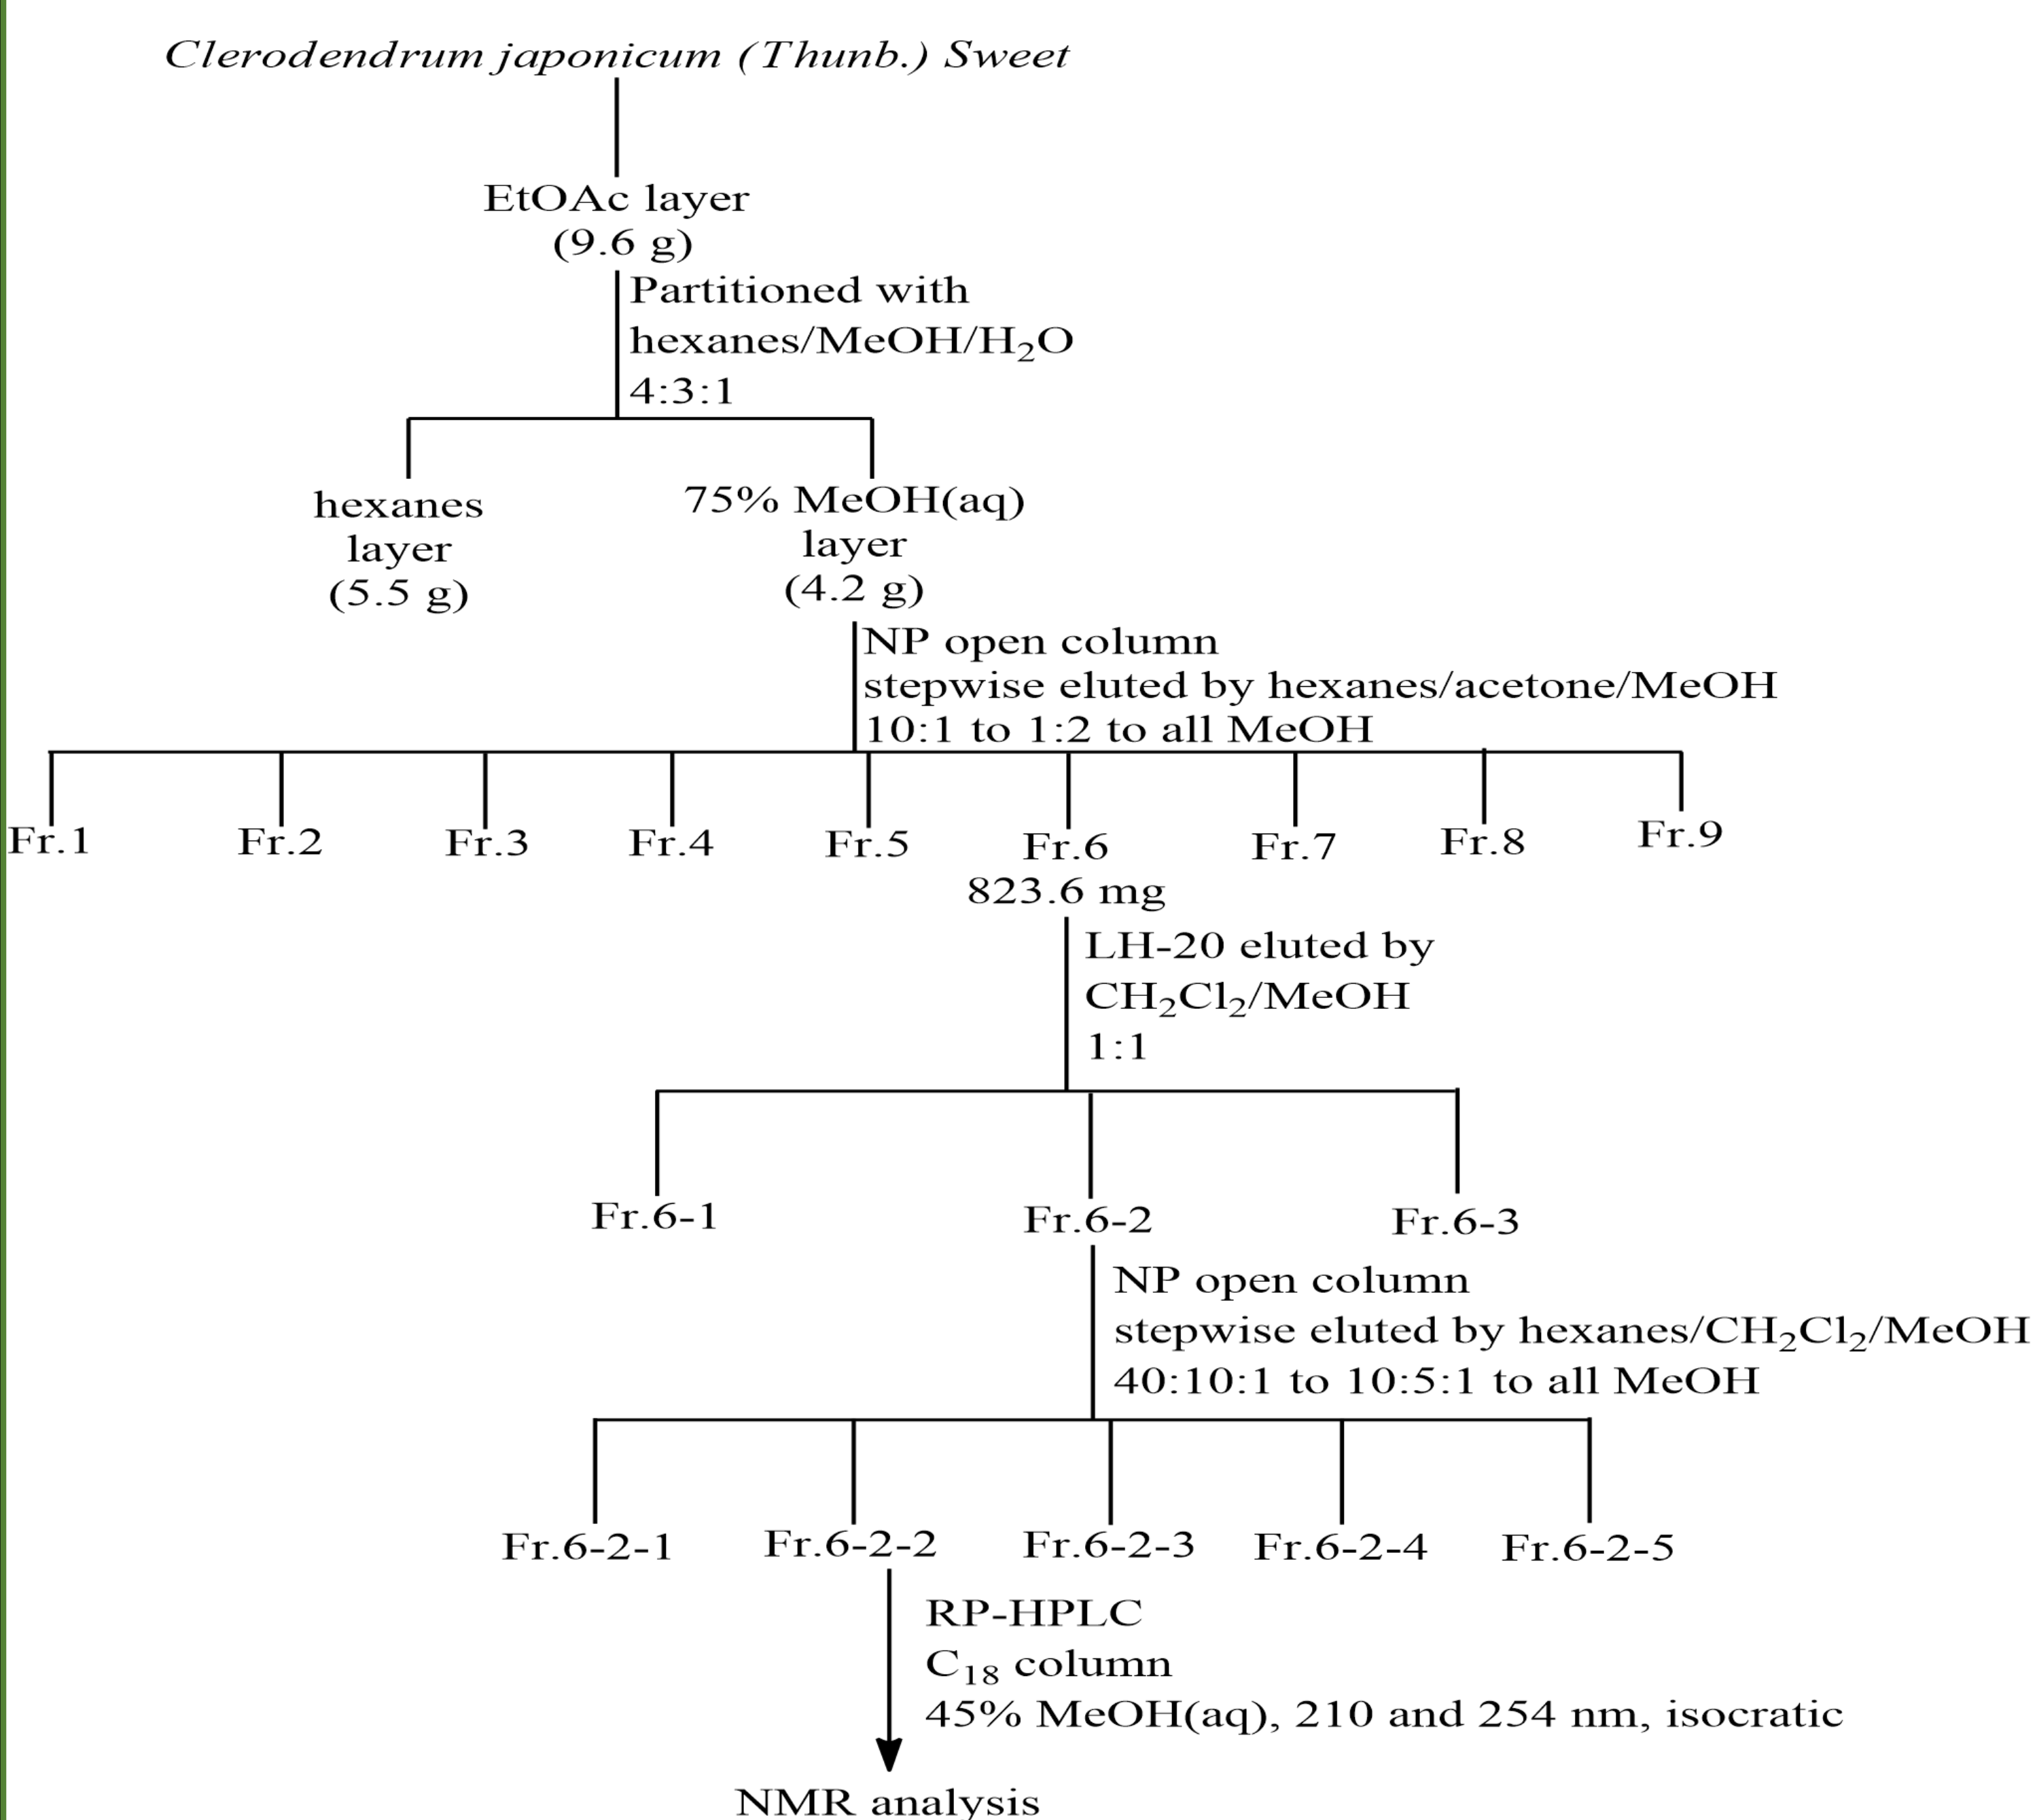 Clerodendrum japonicum (Thunb.) Sweet
EtOAc layer
(9.6 g)
Partitioned with
hexanes/MeOH/H₂O
4:3:1
hexanes
layer
(5.5 g)
75% MeOH(aq)
layer
(4.2 g)
NP open column
stepwise eluted by hexanes/acetone/MeOH
10:1 to 1:2 to all MeOH
Fr.1
Fr.2
Fr.3
Fr.4
Fr.5
Fr.6
823.6 mg
Fr.7
Fr.8
Fr.9
LH-20 eluted by
CH₂Cl₂/MeOH
1:1
Fr.6-1
Fr.6-2
Fr.6-3
NP open column
stepwise eluted by hexanes/CH₂Cl₂/MeOH
40:10:1 to 10:5:1 to all MeOH
Fr.6-2-1
Fr.6-2-2
Fr.6-2-3
Fr.6-2-4
Fr.6-2-5
RP-HPLC
C₁₈ column
45% MeOH(aq), 210 and 254 nm, isocratic
NMR analysis